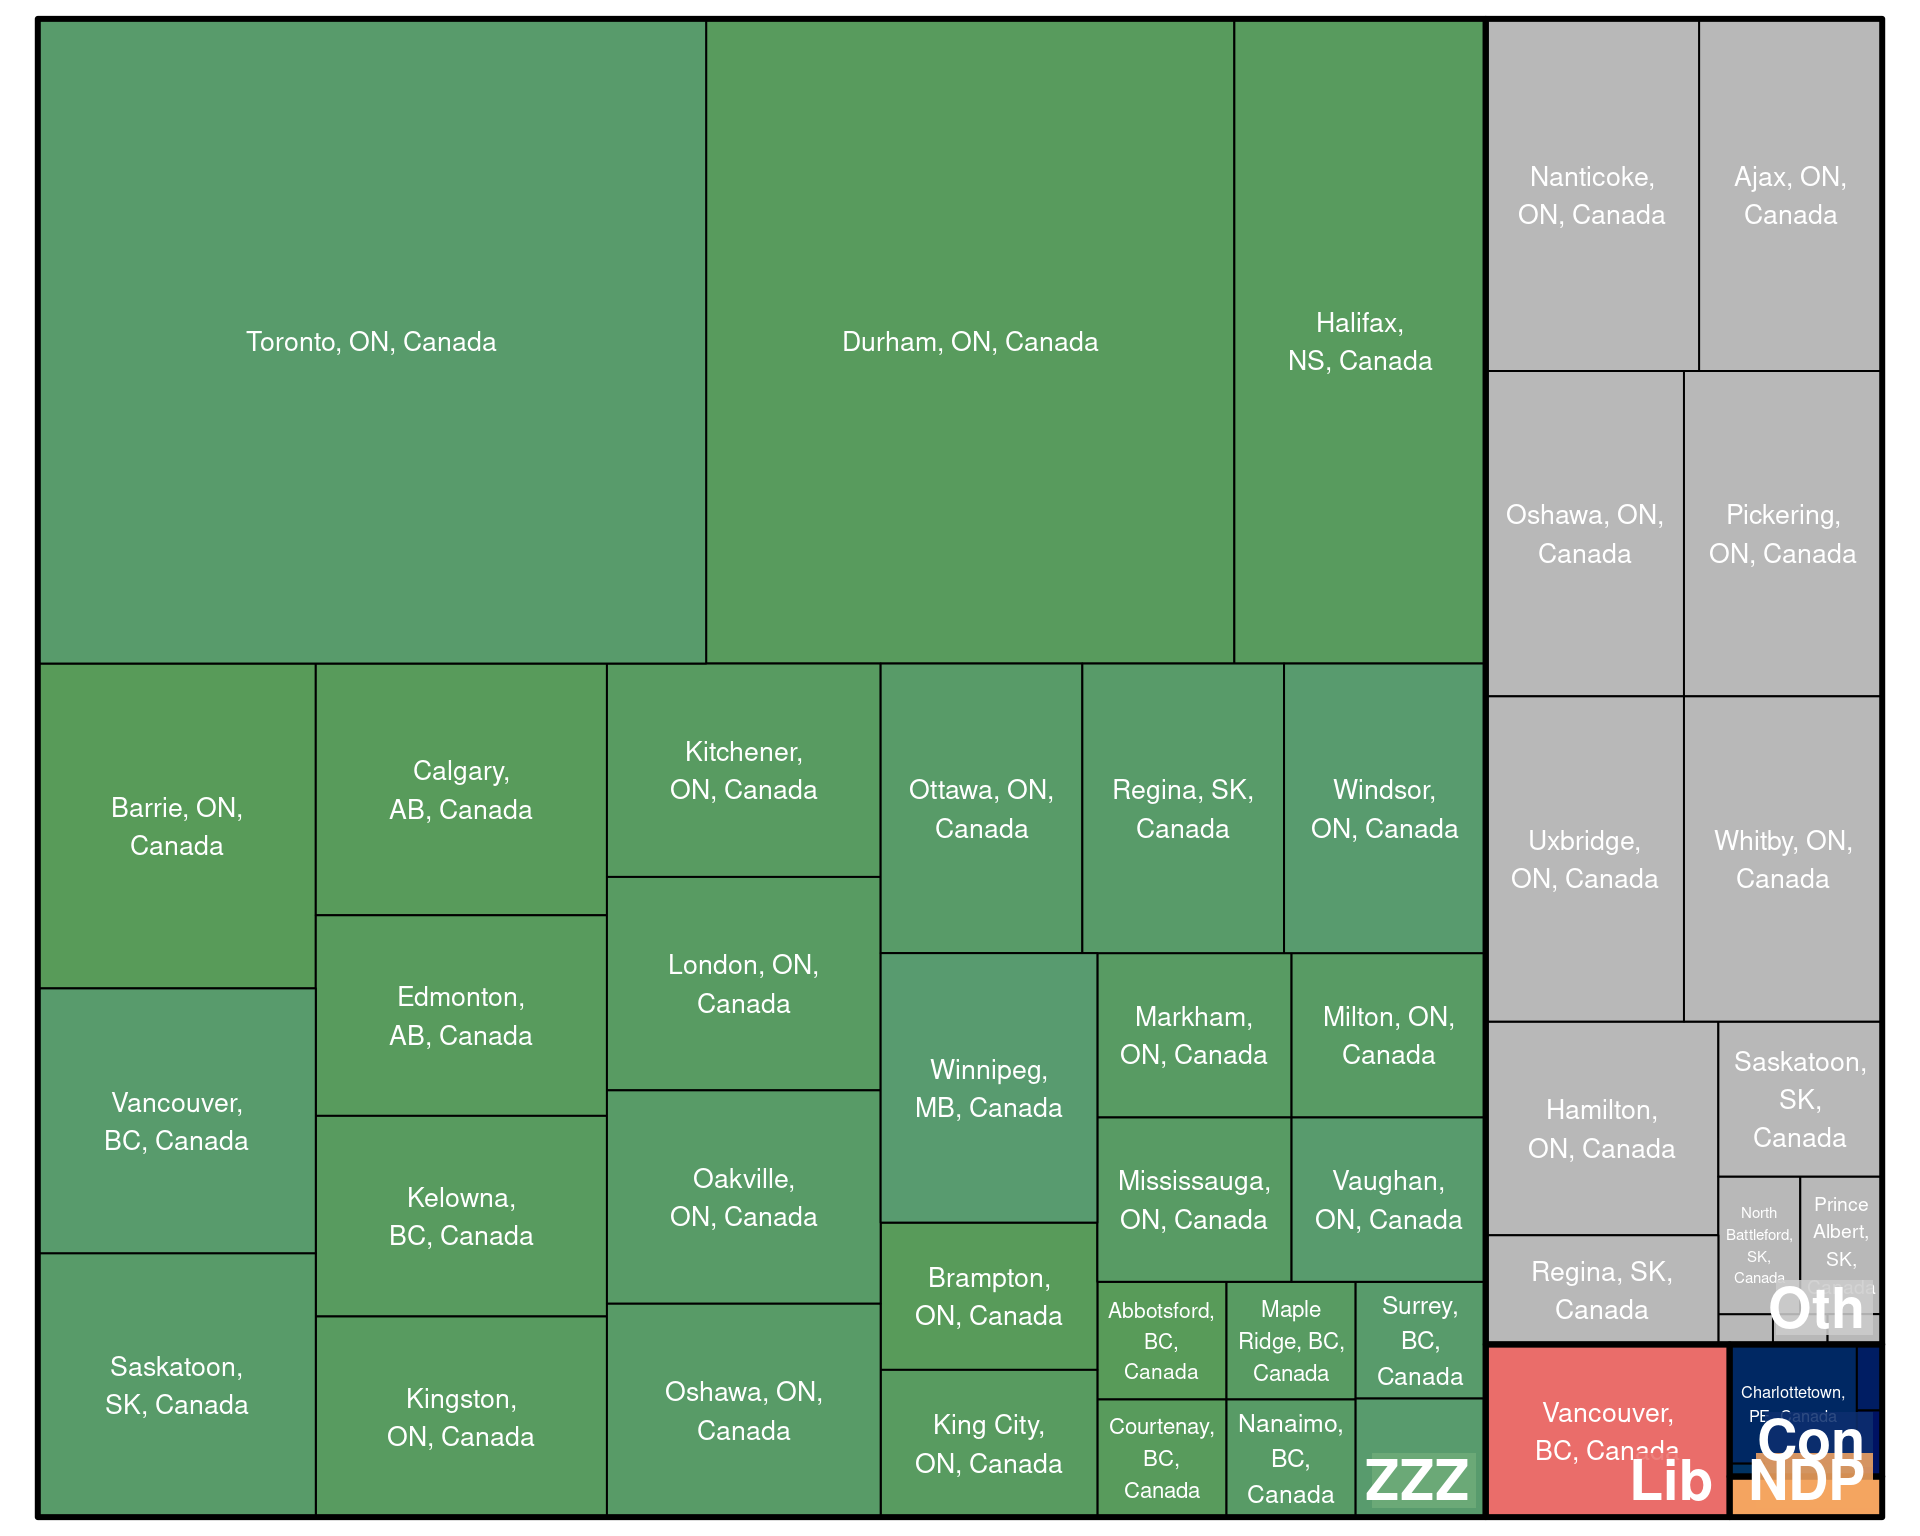 Toronto, ON, Canada
Durham, ON, Canada
Halifax,
NS, Canada
Nanticoke,
ON, Canada
Ajax, ON,
Canada
Oshawa, ON,
Canada
Pickering,
ON, Canada
Barrie, ON,
Canada
Calgary,
AB, Canada
Kitchener,
ON, Canada
Ottawa, ON,
Canada
Regina, SK,
Canada
Windsor,
ON, Canada
Uxbridge,
ON, Canada
Whitby, ON,
Canada
Edmonton,
AB, Canada
London, ON,
Canada
Vancouver,
BC, Canada
Winnipeg,
MB, Canada
Markham,
ON, Canada
Milton, ON,
Canada
Hamilton,
ON, Canada
Saskatoon,
SK,
Canada
Kelowna,
BC, Canada
Oakville,
ON, Canada
Mississauga,
ON, Canada
Vaughan,
ON, Canada
North
Battleford,
SK,
Canada
Prince
Albert,
SK,
Canada
Oth
Brampton,
ON, Canada
Abbotsford,
BC,
Canada
Maple
Ridge, BC,
Canada
Surrey,
BC,
Canada
Regina, SK,
Canada
Saskatoon,
SK, Canada
Kingston,
ON, Canada
Oshawa, ON,
Canada
King City,
ON, Canada
Courtenay,
BC,
Canada
Nanaimo,
BC,
Canada
ZZZ
Vancouver,
BC, Canada
Lib
Charlottetown,
PE, Canada
Con
NDP